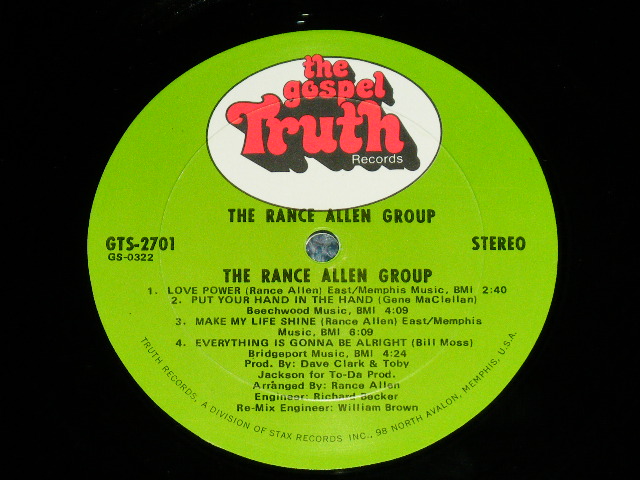 the
gospel
Truth
Records
THE RANCE ALLEN GROUP
GTS-2701 STEREO
GS-0322
THE RANCE ALLEN GROUP
1. LOVE POWER (Rance Allen) East/Memphis Music, BMI 2:40
2. PUT YOUR HAND IN THE HAND (Gene MacLellan)
Beechwood Music, BMI 4:09
3. MAKE MY LIFE SHINE (Rance Allen) East/Memphis
Music, BMI 6:09
4. EVERYTHING IS GONNA BE ALRIGHT (Bill Moss)
Bridgeport Music, BMI 4:24
Prod. By: Dave Clark & Toby
Jackson for To-Da Prod.
Arranged By: Rance Allen
Engineer: Richard Becker
Re-Mix Engineer: William Brown
TRUTH RECORDS, A DIVISION OF STAX RECORDS INC., 98 NORTH AVALON, MEMPHIS, U.S.A.